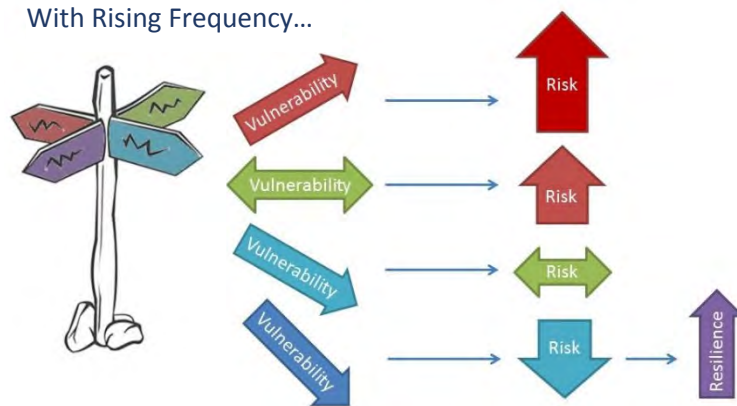 With Rising Frequency...
Vulnerability
Risk
Vulnerability
Risk
Vulnerability
Risk
Vulnerability
Risk
Resilience